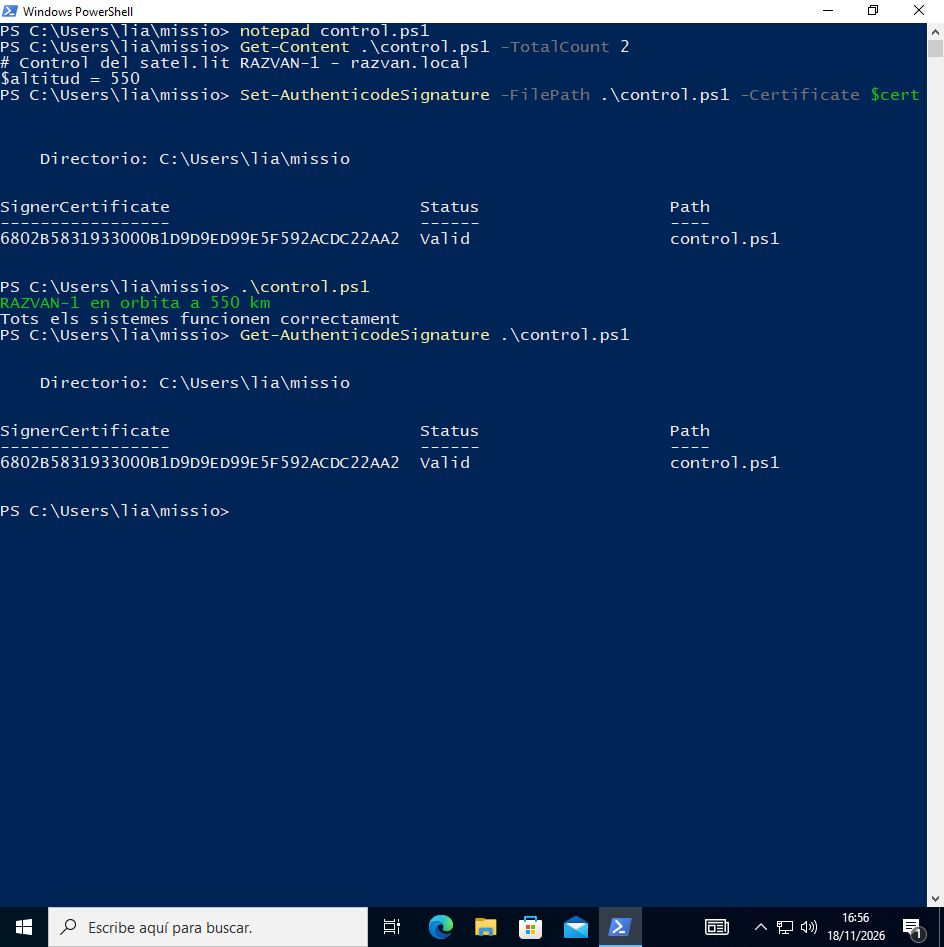 Windows PowerShell
PS C:\Users\lia\missio> notepad control.ps1
PS C:\Users\lia\missio> Get-Content .\control.ps1 -TotalCount 2
# Control del satel.lit RAZVAN-1 - razvan.local
$altitud = 550
PS C:\Users\lia\missio> Set-AuthenticodeSignature -FilePath .\control.ps1 -Certificate $cert
Directorio: C:\Users\lia\missio
SignerCertificate Status Path
----------------- ------ ----
6802B5831933000B1D9D9ED99E5F592ACDC22AA2 Valid control.ps1
PS C:\Users\lia\missio> .\control.ps1
RAZVAN-1 en orbita a 550 km
Tots els sistemes funcionen correctament
PS C:\Users\lia\missio> Get-AuthenticodeSignature .\control.ps1
Directorio: C:\Users\lia\missio
SignerCertificate Status Path
----------------- ------ ----
6802B5831933000B1D9D9ED99E5F592ACDC22AA2 Valid control.ps1
PS C:\Users\lia\missio>
Escribe aquí para buscar.
16:56
18/11/2026
1